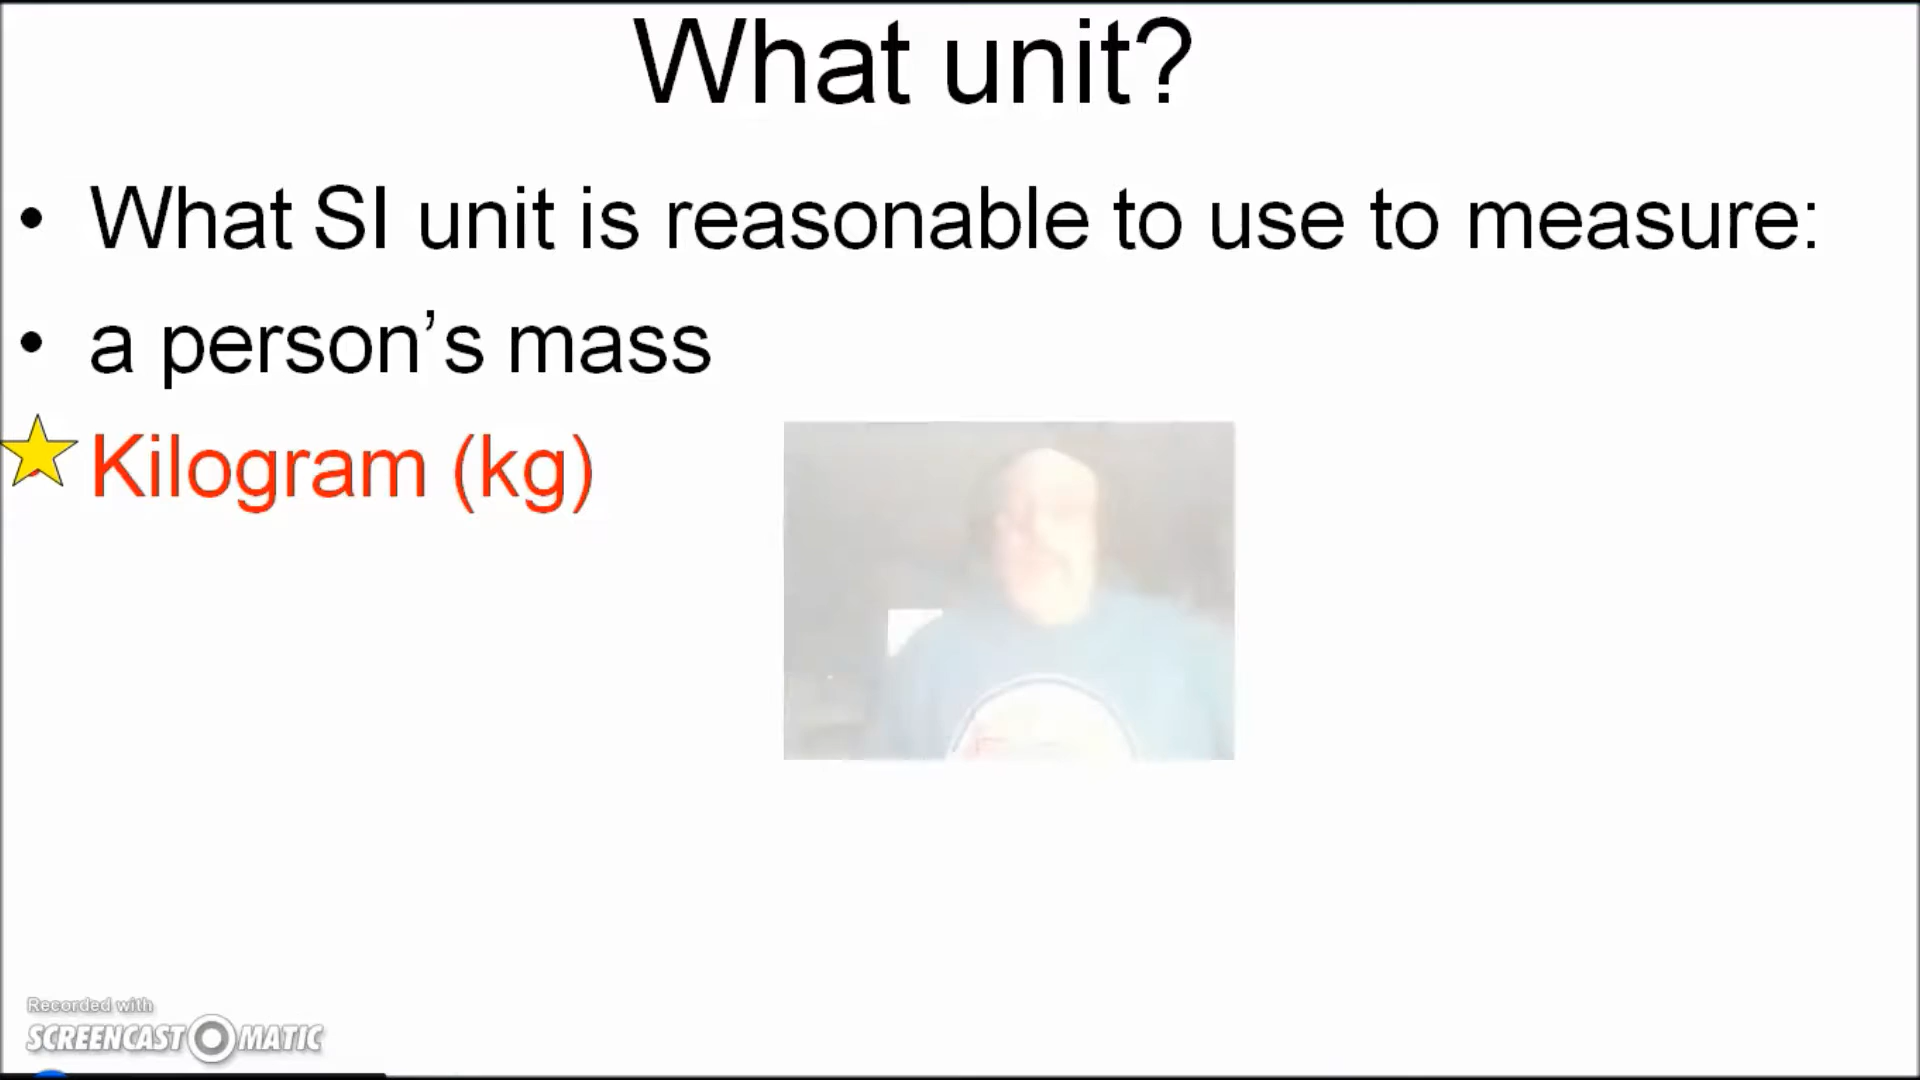 What unit?
• What SI unit is reasonable to use to measure:
• a person’s mass
Kilogram (kg)
Recorded with
SCREENCAST MATIC